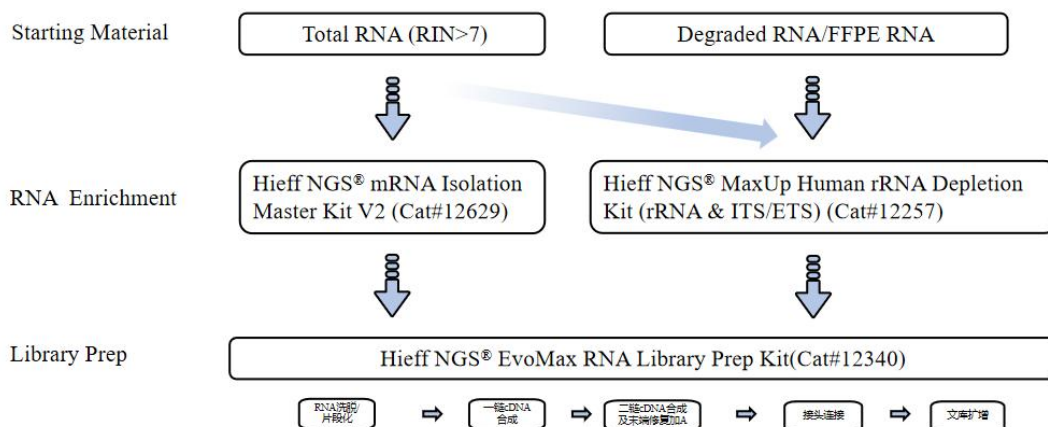 Starting Material
Total RNA (RIN>7)
Degraded RNA/FFPE RNA
RNA Enrichment
Hieff NGS® mRNA Isolation
Master Kit V2 (Cat#12629)
Hieff NGS® MaxUp Human rRNA Depletion
Kit (rRNA & ITS/ETS) (Cat#12257)
Library Prep
Hieff NGS® EvoMax RNA Library Prep Kit(Cat#12340)
RNA洗脱/
片段化
一链cDNA
合成
二链cDNA合成
及末端修复加A
接头连接
文库扩增